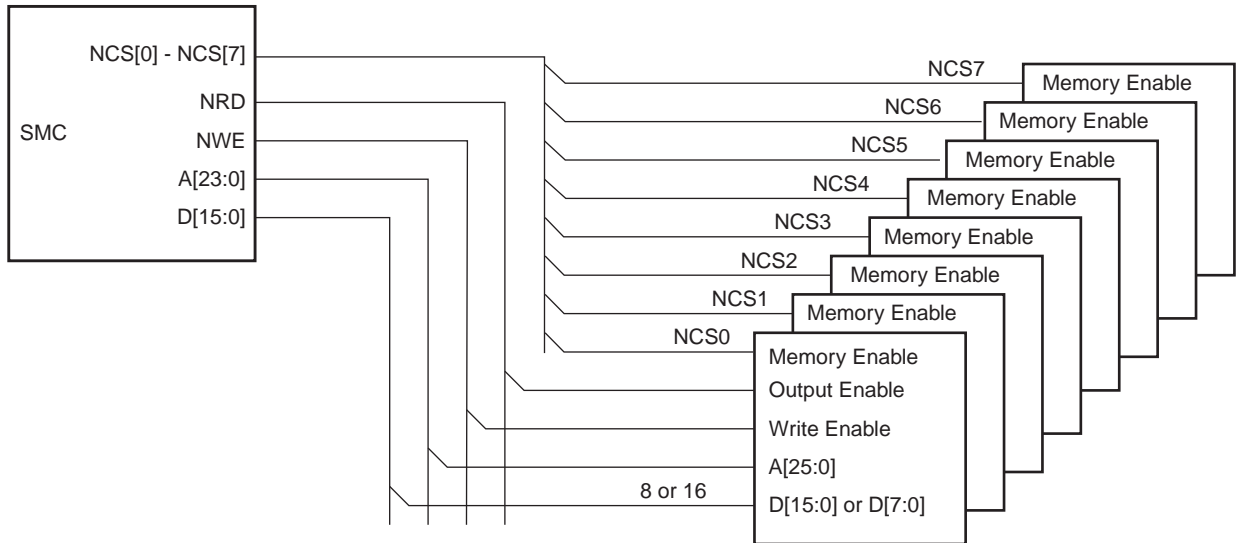 NCS[0] - NCS[7]
NRD
SMC
NWE
A[23:0]
D[15:0]
NCS7
Memory Enable
NCS6
Memory Enable
NCS5
Memory Enable
NCS4
Memory Enable
NCS3
Memory Enable
NCS2
Memory Enable
NCS1
Memory Enable
NCS0
Memory Enable
Output Enable
Write Enable
A[25:0]
8 or 16
D[15:0] or D[7:0]